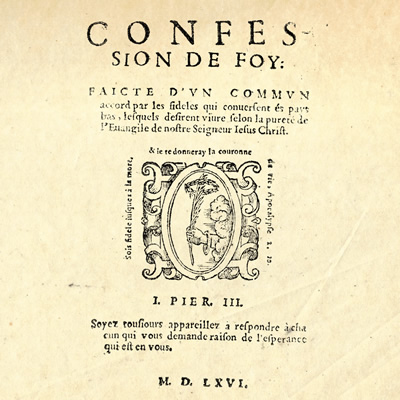 CONFES-
SION DE FOY:
FAICTE D'VN COMMVN
accord par les fideles qui conuersent és pays
bas, lesquels desirent viure selon la pureté de
l'Euangile de nostre Seigneur Iesus Christ.
Sois fidele iusques à la mort,
& ie te donneray la couronne
de vie, Apocalypse 2. 10.
I. PIER. III.
Soyez tousiours appareillez a respondre à cha
cun qui vous demande raison de l'esperance
qui est en vous.
M. D. LXVI.